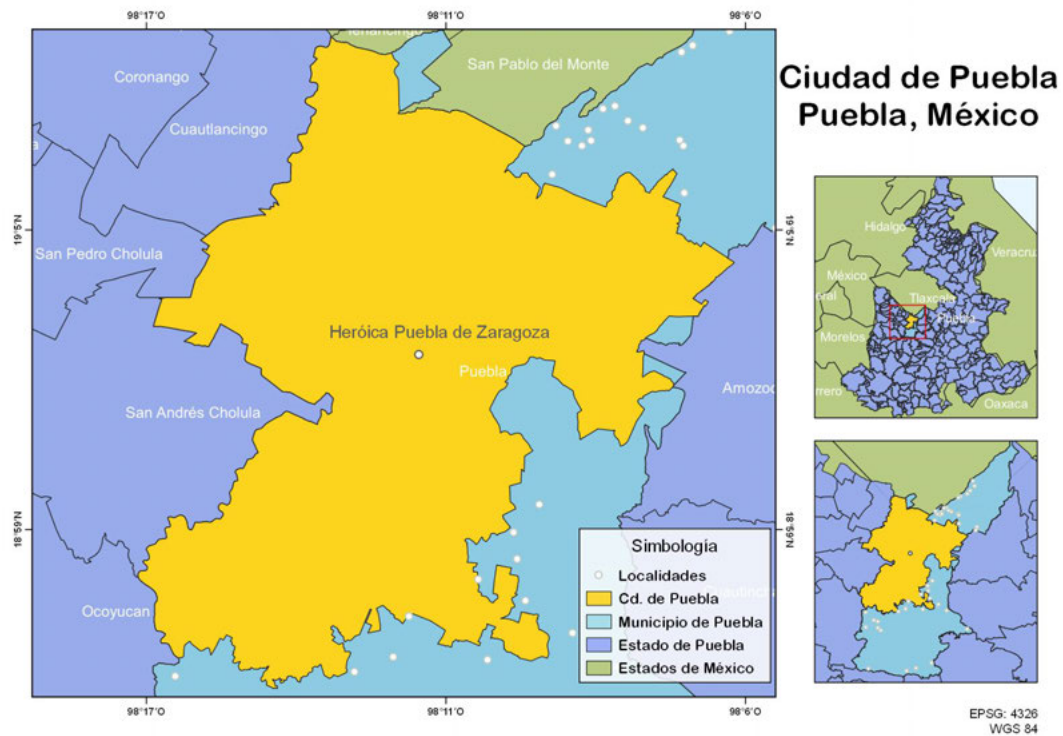 98°17'O 98°11'O 98°6'O
Tenancingo
San Pablo del Monte
Coronango
Cuautlancingo
a
19°5'N
19°5'N
San Pedro Cholula
Heróica Puebla de Zaragoza
Puebla
San Andrés Cholula
Amozoc
18°59'N
18°59'N
Ocoyucan
Simbología
Localidades
Cd. de Puebla
Municipio de Puebla
Estado de Puebla
Estados de México
98°17'O 98°11'O 98°6'O
Ciudad de Puebla
Puebla, México
Hidalgo
Veracruz
México
Tlaxcala
eral
Puebla
Morelos
rrero
Oaxaca
EPSG: 4326
WGS 84